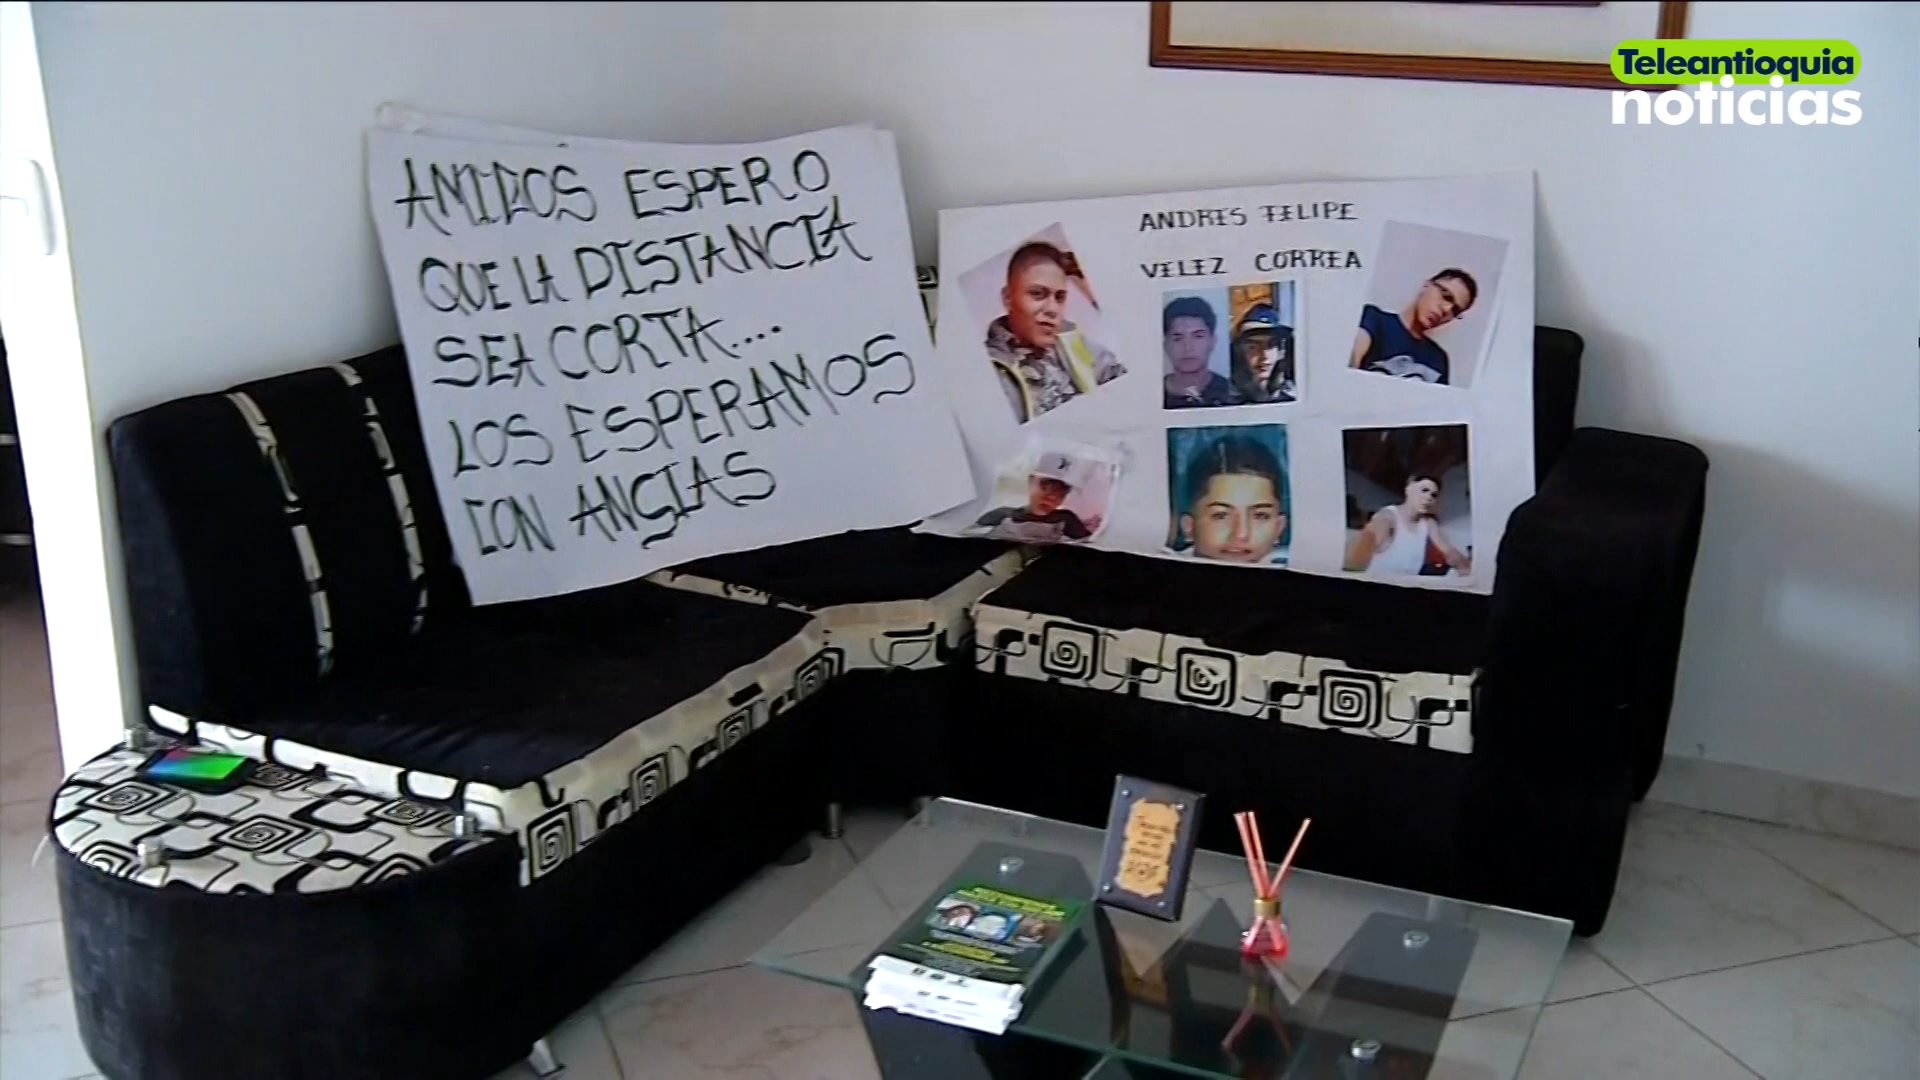 Teleantioquia
noticias
AMIGOS ESPERO
QUE LA DISTANCIA
SEA CORTA....
LOS ESPERAMOS
CON ANSIAS
ANDRES FELIPE
VELEZ CORREA